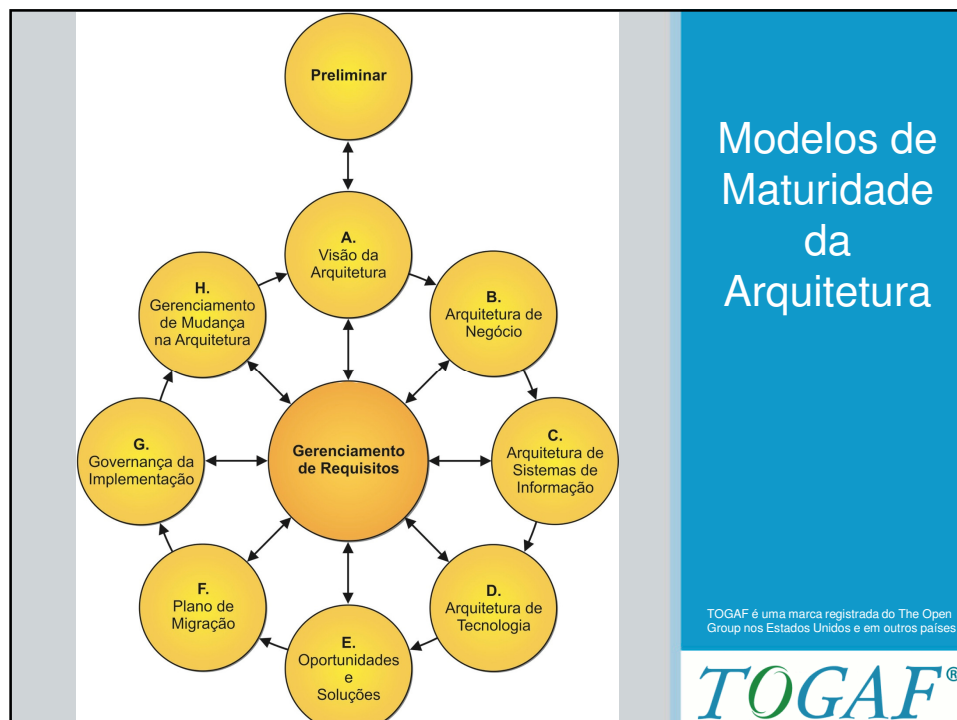 Preliminar
A.
Visão da
Arquitetura
B.
Arquitetura de
Negócio
C.
Arquitetura de
Sistemas de
Informação
D.
Arquitetura de
Tecnologia
E.
Oportunidades
e
Soluções
F.
Plano de
Migração
G.
Governança da
Implementação
H.
Gerenciamento
de Mudança
na Arquitetura
Gerenciamento
de Requisitos
Modelos de
Maturidade
da
Arquitetura
TOGAF é uma marca registrada do The Open
Group nos Estados Unidos e em outros países
TOGAF®